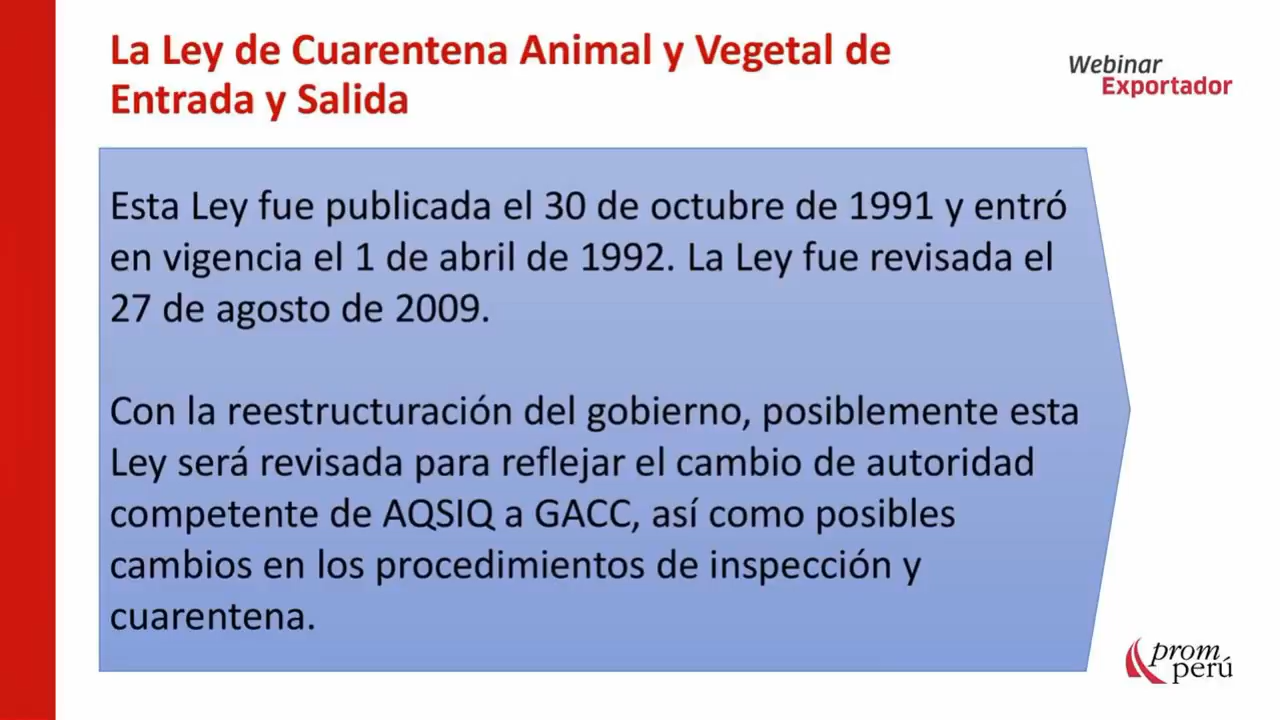 La Ley de Cuarentena Animal y Vegetal de
Entrada y Salida
Webinar
Exportador
Esta Ley fue publicada el 30 de octubre de 1991 y entró
en vigencia el 1 de abril de 1992. La Ley fue revisada el
27 de agosto de 2009.
Con la reestructuración del gobierno, posiblemente esta
Ley será revisada para reflejar el cambio de autoridad
competente de AQSIQ a GACC, así como posibles
cambios en los procedimientos de inspección y
cuarentena.
prom
perú